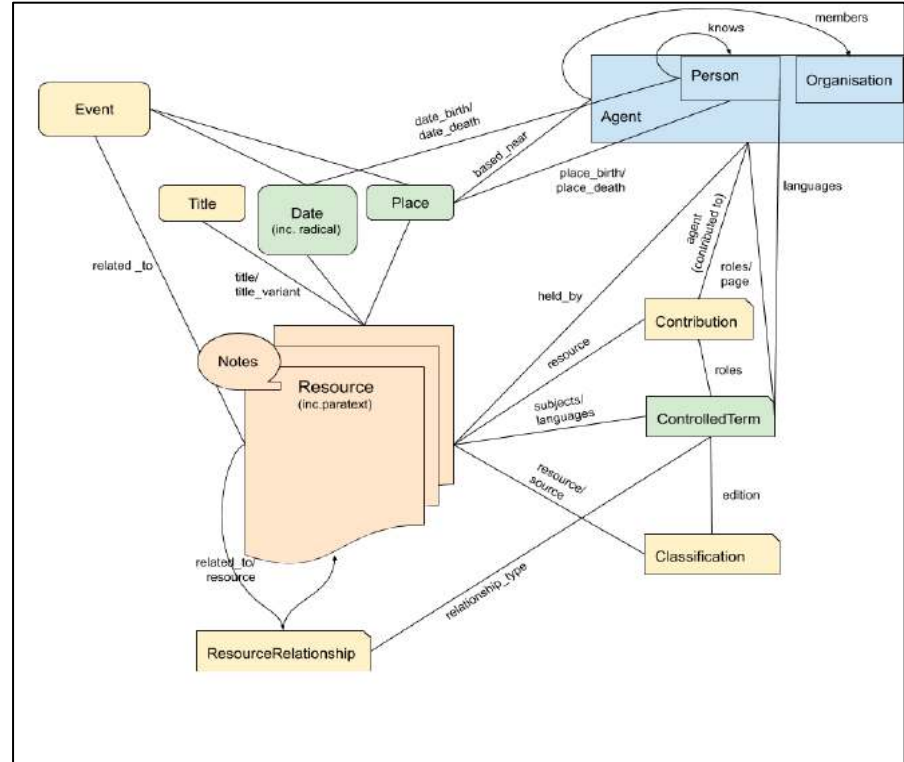 members
knows
Person
Organisation
Agent
Event
date_birth/
date_death
based_near
place_birth/
place_death
languages
Title
Date
(inc. radical)
Place
agent
(contributed to)
related _to
title/
title_variant
roles/
page
held_by
Contribution
Notes
Resource
(inc.paratext)
resource
roles
subjects/
languages
ControlledTerm
resource/
source
edition
Classification
related_to/
resource
relationship_type
ResourceRelationship